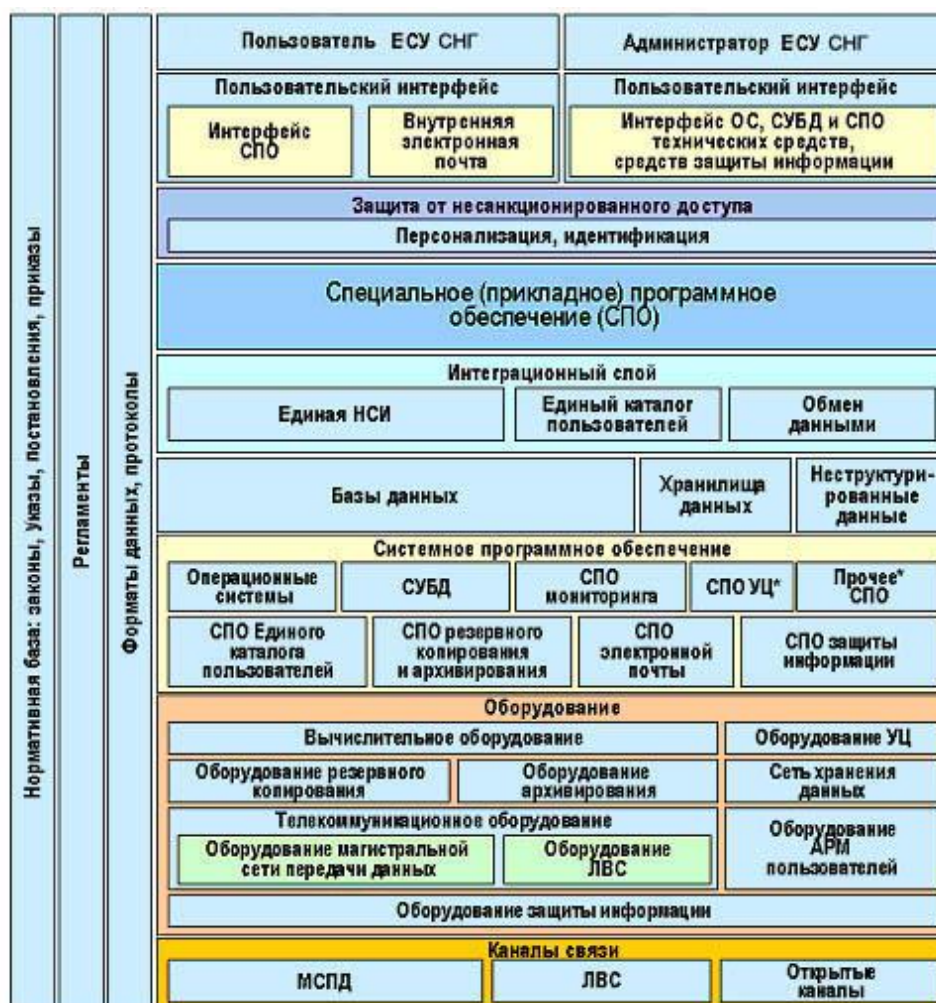 Нормативная база: законы, Указы, постановления, приказы
Регламенты
Форматы данных, протоколы
Пользователь ЕСУ СНГ
Администратор ЕСУ СНГ
Пользовательский интерфейс
Интерфейс
СПО
Внутренняя
электронная
почта
Пользовательский интерфейс
Интерфейс ОС, СУБД и СПО
технических средств,
средств защиты информации
Защита от несанкционированного доступа
Персонализация, идентификация
Специальное (прикладное) программное
обеспечение (СПО)
Интеграционный слой
Единая НСИ
Единый каталог
пользователей
Обмен
данными
Базы данных
Хранилища
данных
Неструктури-
рованные
данные
Системное программное обеспечение
Операционные
системы
СУБД
СПО
мониторинга
СПО УЦ*
Прочее*
СПО
СПО Единого
каталога
пользователей
СПО резервного
копирования
и архивирования
СПО
электронной
почты
СПО защиты
информации
Оборудование
Вычислительное оборудование
Оборудование УЦ
Оборудование резервного
копирования
Оборудование
архивирования
Сеть хранения
данных
Телекоммуникационное оборудование
Оборудование магистральной
сети передачи данных
Оборудование
ЛВС
Оборудование
АРМ
пользователей
Оборудование защиты информации
Каналы связи
МСПД
ЛВС
Открытые
каналы